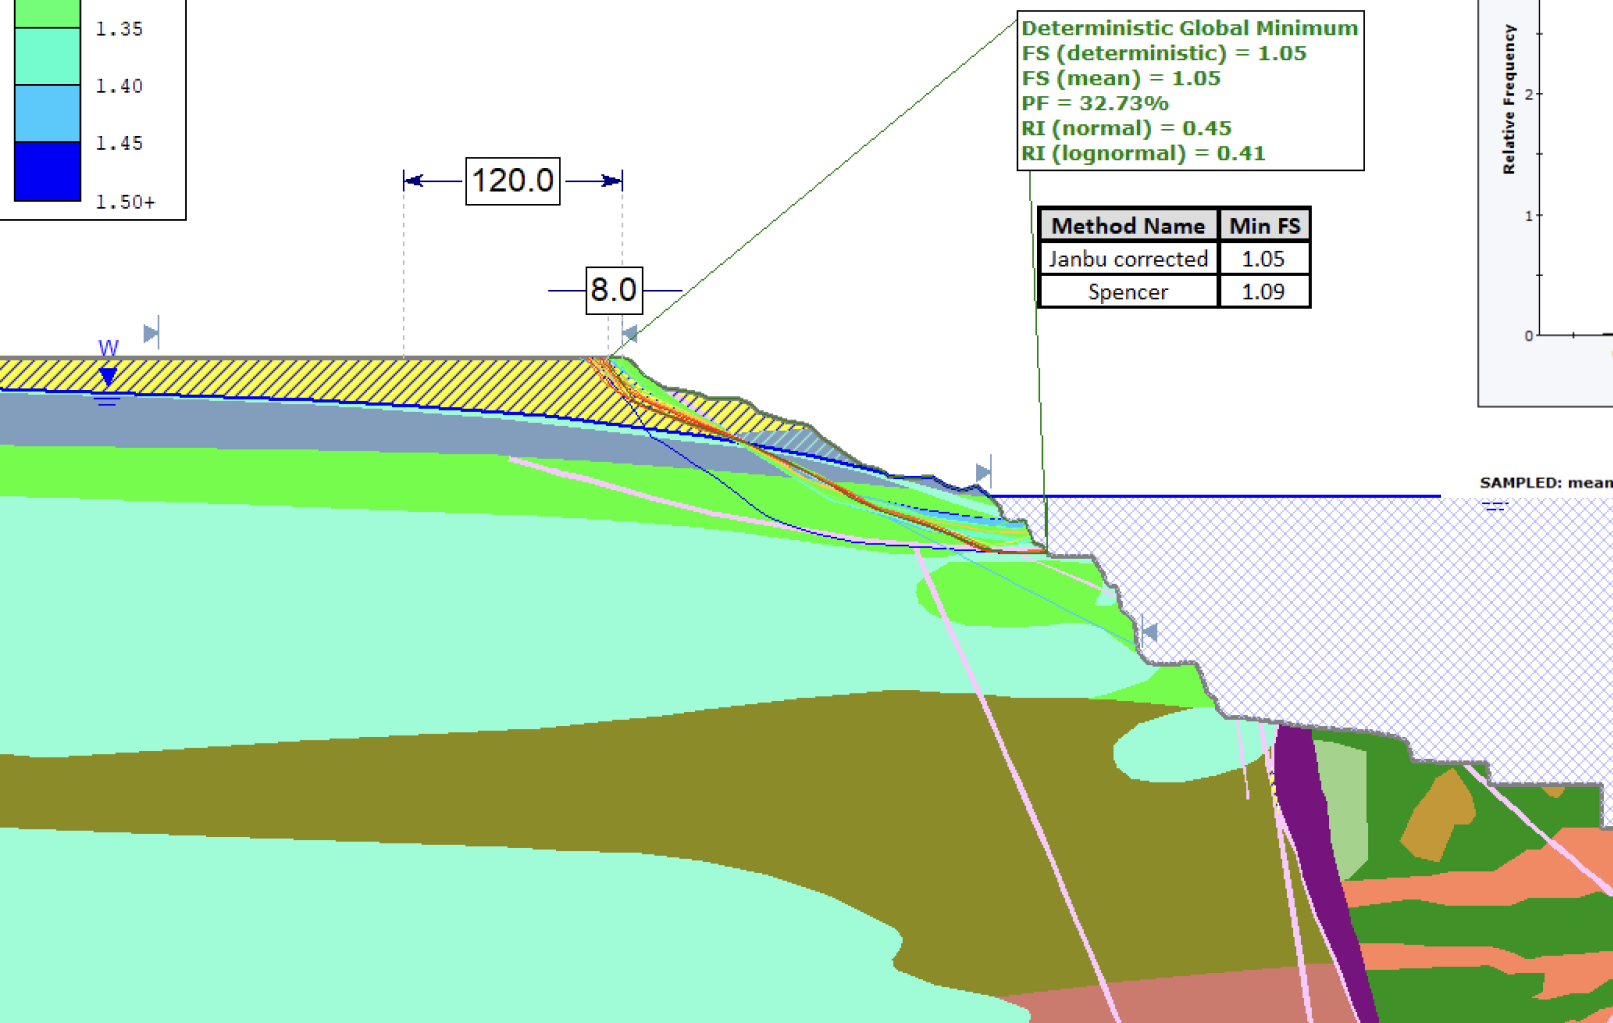 1.35
1.40
1.45
1.50+
Deterministic Global Minimum
FS (deterministic) = 1.05
FS (mean) = 1.05
PF = 32.73%
RI (normal) = 0.45
RI (lognormal) = 0.41
Relative Frequency
2
1
0
120.0
Method Name Min FS
Janbu corrected 1.05
Spencer 1.09
8.0
W
SAMPLED: mean